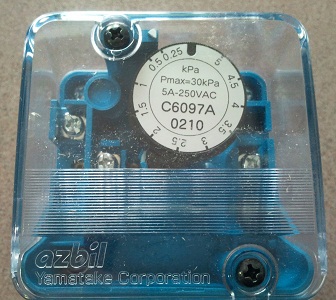 kPa
Pmax=30kPa
5A-250VAC
C6097A
0210
0.25
0.5
1
1.5
2
2.5
3
3.5
4
4.5
5
azbil
Yamatake Corporation